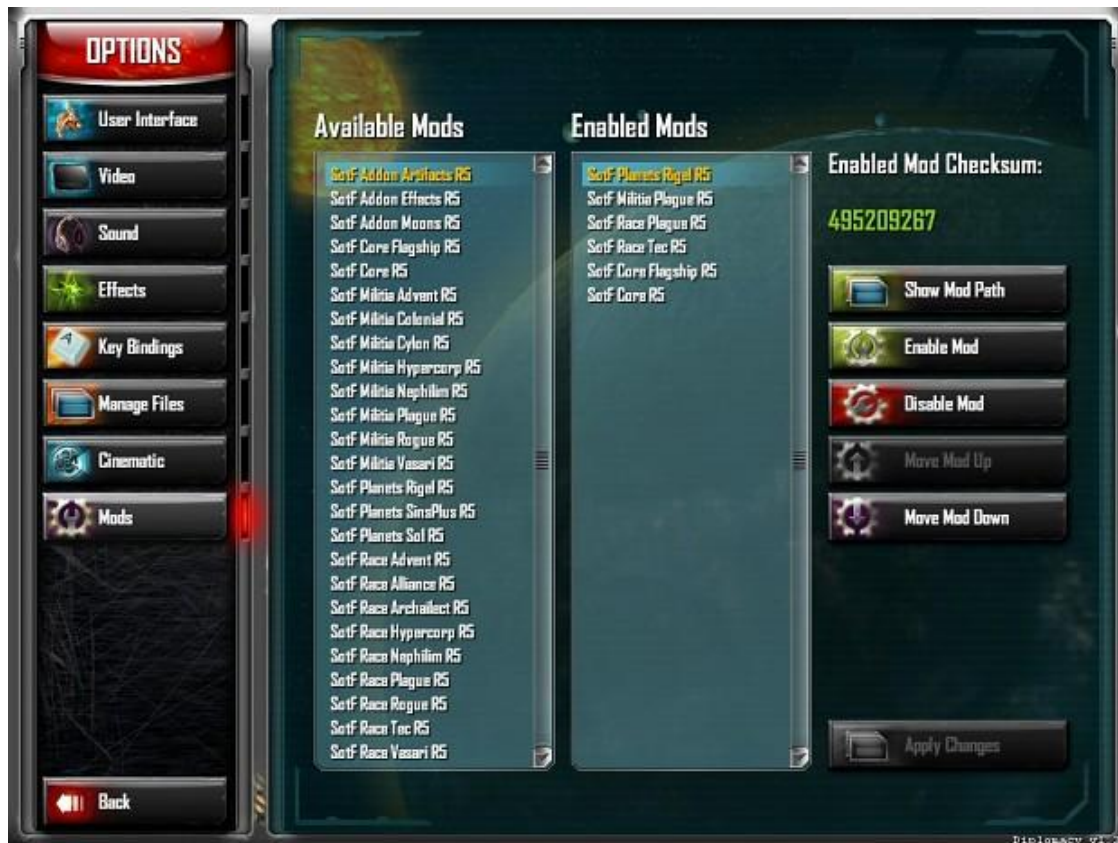 OPTIONS
User Interface
Video
Sound
Effects
Key Bindings
Manage Files
Cinematic
Mods
Back
Available Mods
SotF Addon Artifacts R5
SotF Addon Effects R5
SotF Addon Moons R5
SotF Core Flagship R5
SotF Core R5
SotF Militia Advent R5
SotF Militia Colonial R5
SotF Militia Cylon R5
SotF Militia Hypercorp R5
SotF Militia Nephilim R5
SotF Militia Plague R5
SotF Militia Rogue R5
SotF Militia Vasari R5
SotF Planets Rigel R5
SotF Planets SinsPlus R5
SotF Planets Sol R5
SotF Race Advent R5
SotF Race Alliance R5
SotF Race Archailect R5
SotF Race Hypercorp R5
SotF Race Nephilim R5
SotF Race Plague R5
SotF Race Rogue R5
SotF Race Tec R5
SotF Race Vasari R5
Enabled Mods
SotF Planets Rigel R5
SotF Militia Plague R5
SotF Race Plague R5
SotF Race Tec R5
SotF Core Flagship R5
SotF Core R5
Enabled Mod Checksum:
495209267
Show Mod Path
Enable Mod
Disable Mod
Move Mod Up
Move Mod Down
Apply Changes
Diplomacy